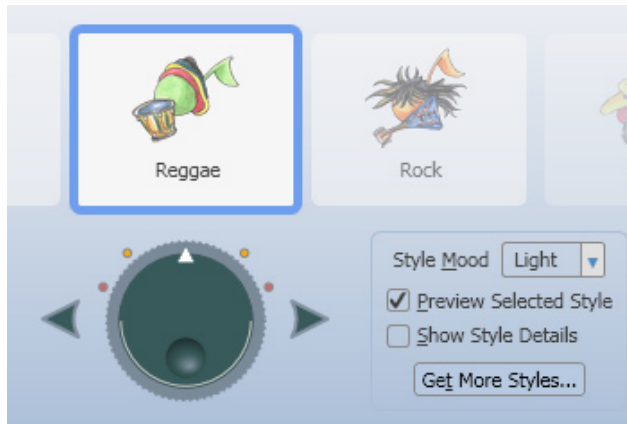 Reggae
Rock
Style Mood Light
Preview Selected Style
Show Style Details
Get More Styles...